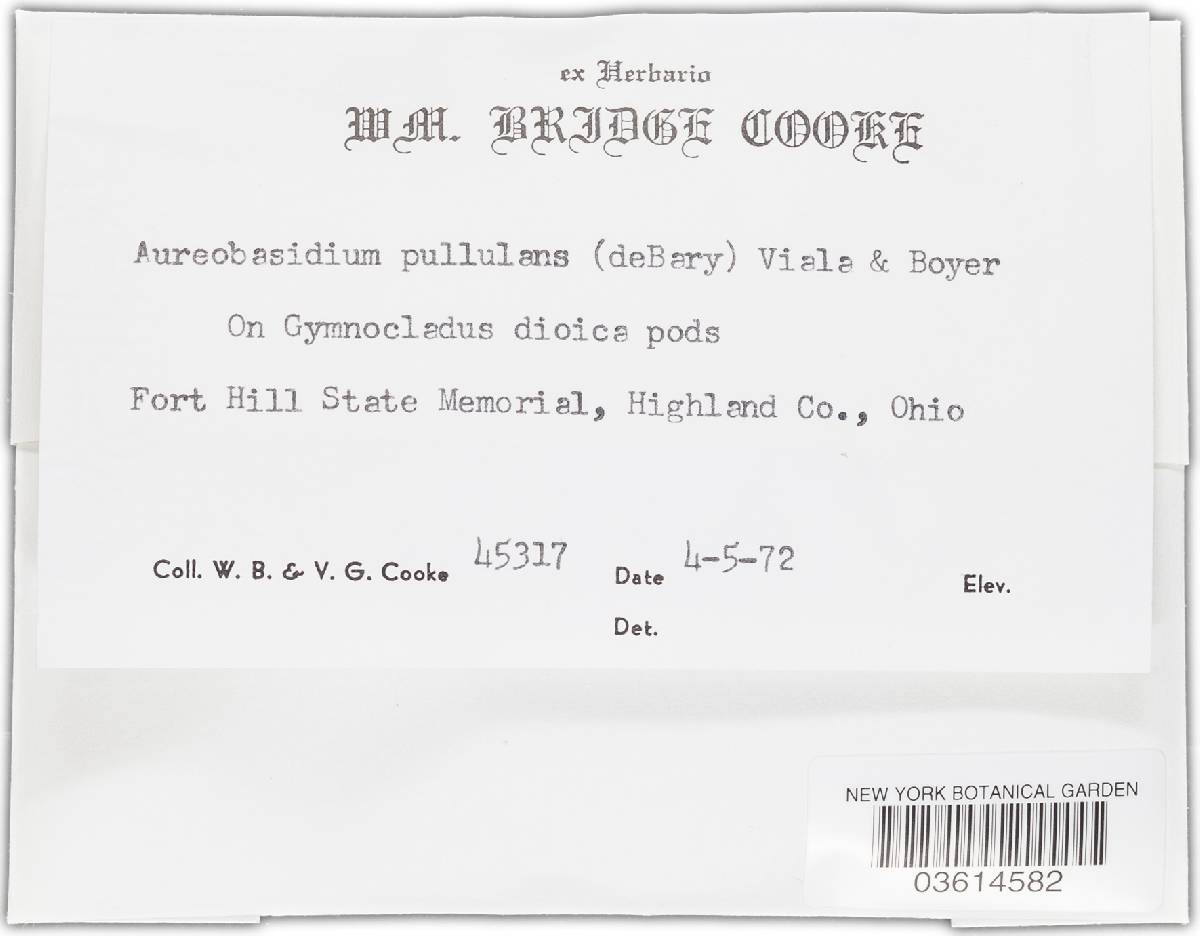 ex Herbario
WM. BRIDGE COOKE
Aureobasidium pullulans (deBary) Viala & Boyer
On Gymnocladus dioica pods
Fort Hill State Memorial, Highland Co., Ohio
Coll. W. B. & V. G. Cooke 45317 Date 4-5-72 Elev.
Det.
NEW YORK BOTANICAL GARDEN
03614582